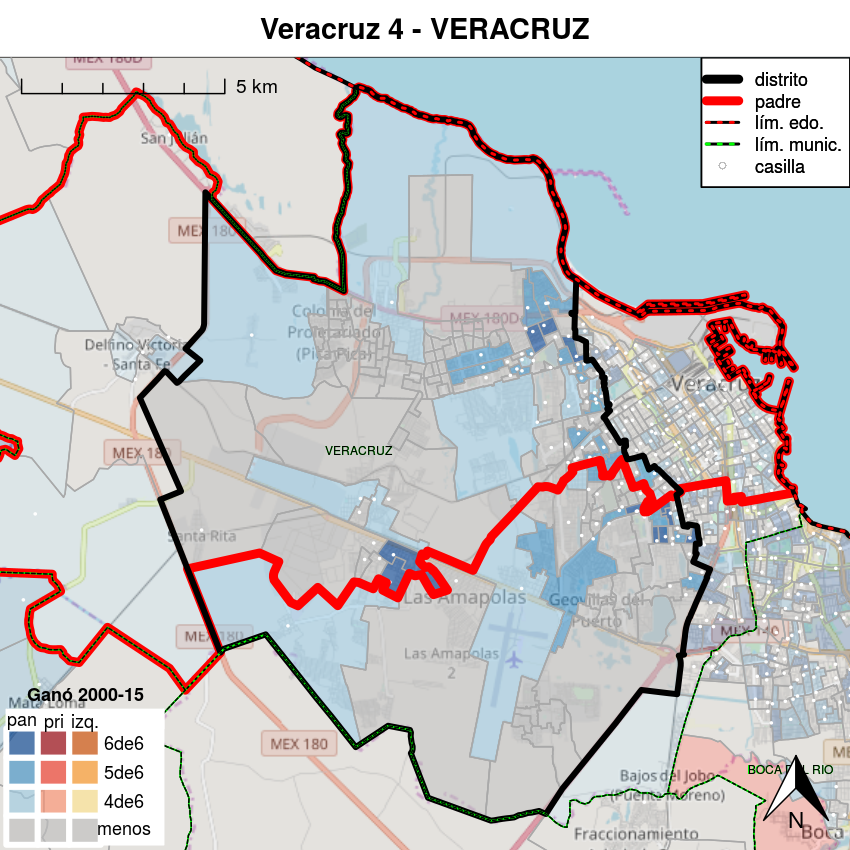 Veracruz 4 - VERACRUZ
MEX 180D
5 km
distrito
padre
lím. edo.
lím. munic.
casilla
San Julián
MEX 180
Colonia del
Proletariado
(Pica Pica)
MEX 180D
Delfino Victoria
- Santa Fe
Veracruz
MEX 180
VERACRUZ
Santa Rita
Las Amapolas
Geovillas del
Puerto
MEX 180
MEX 140
Las Amapolas
2
Mata Loma
Ganó 2000-15
pan pri izq.
6de6
5de6
4de6
menos
MEX 180
Bajos del Jobo
(Puente Moreno)
BOCA DEL RIO
ME
N
Fraccionamiento
Boca